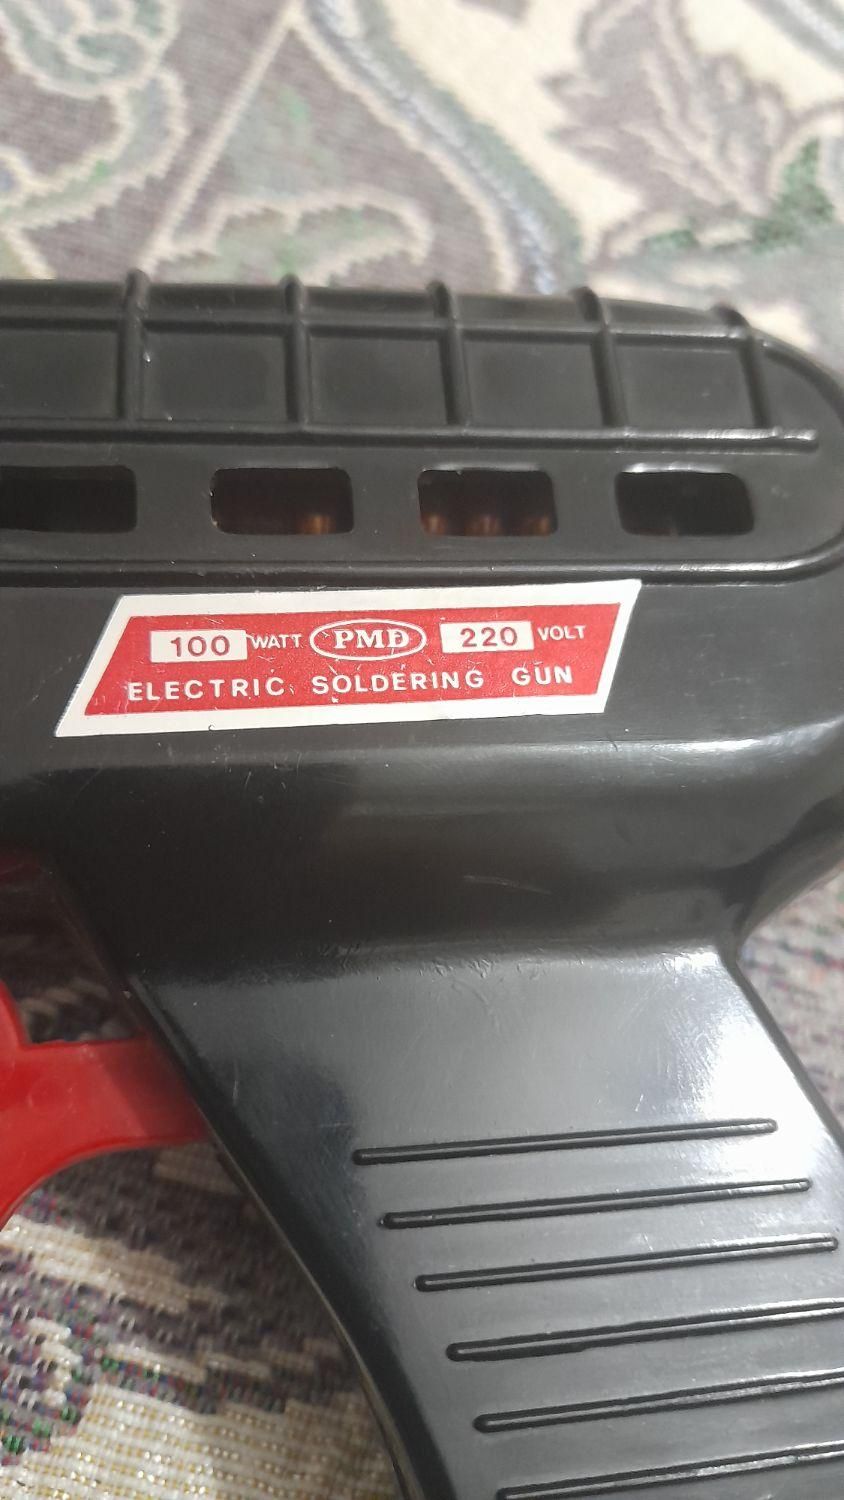 100 WATT PMD 220 VOLT
ELECTRIC SOLDERING GUN